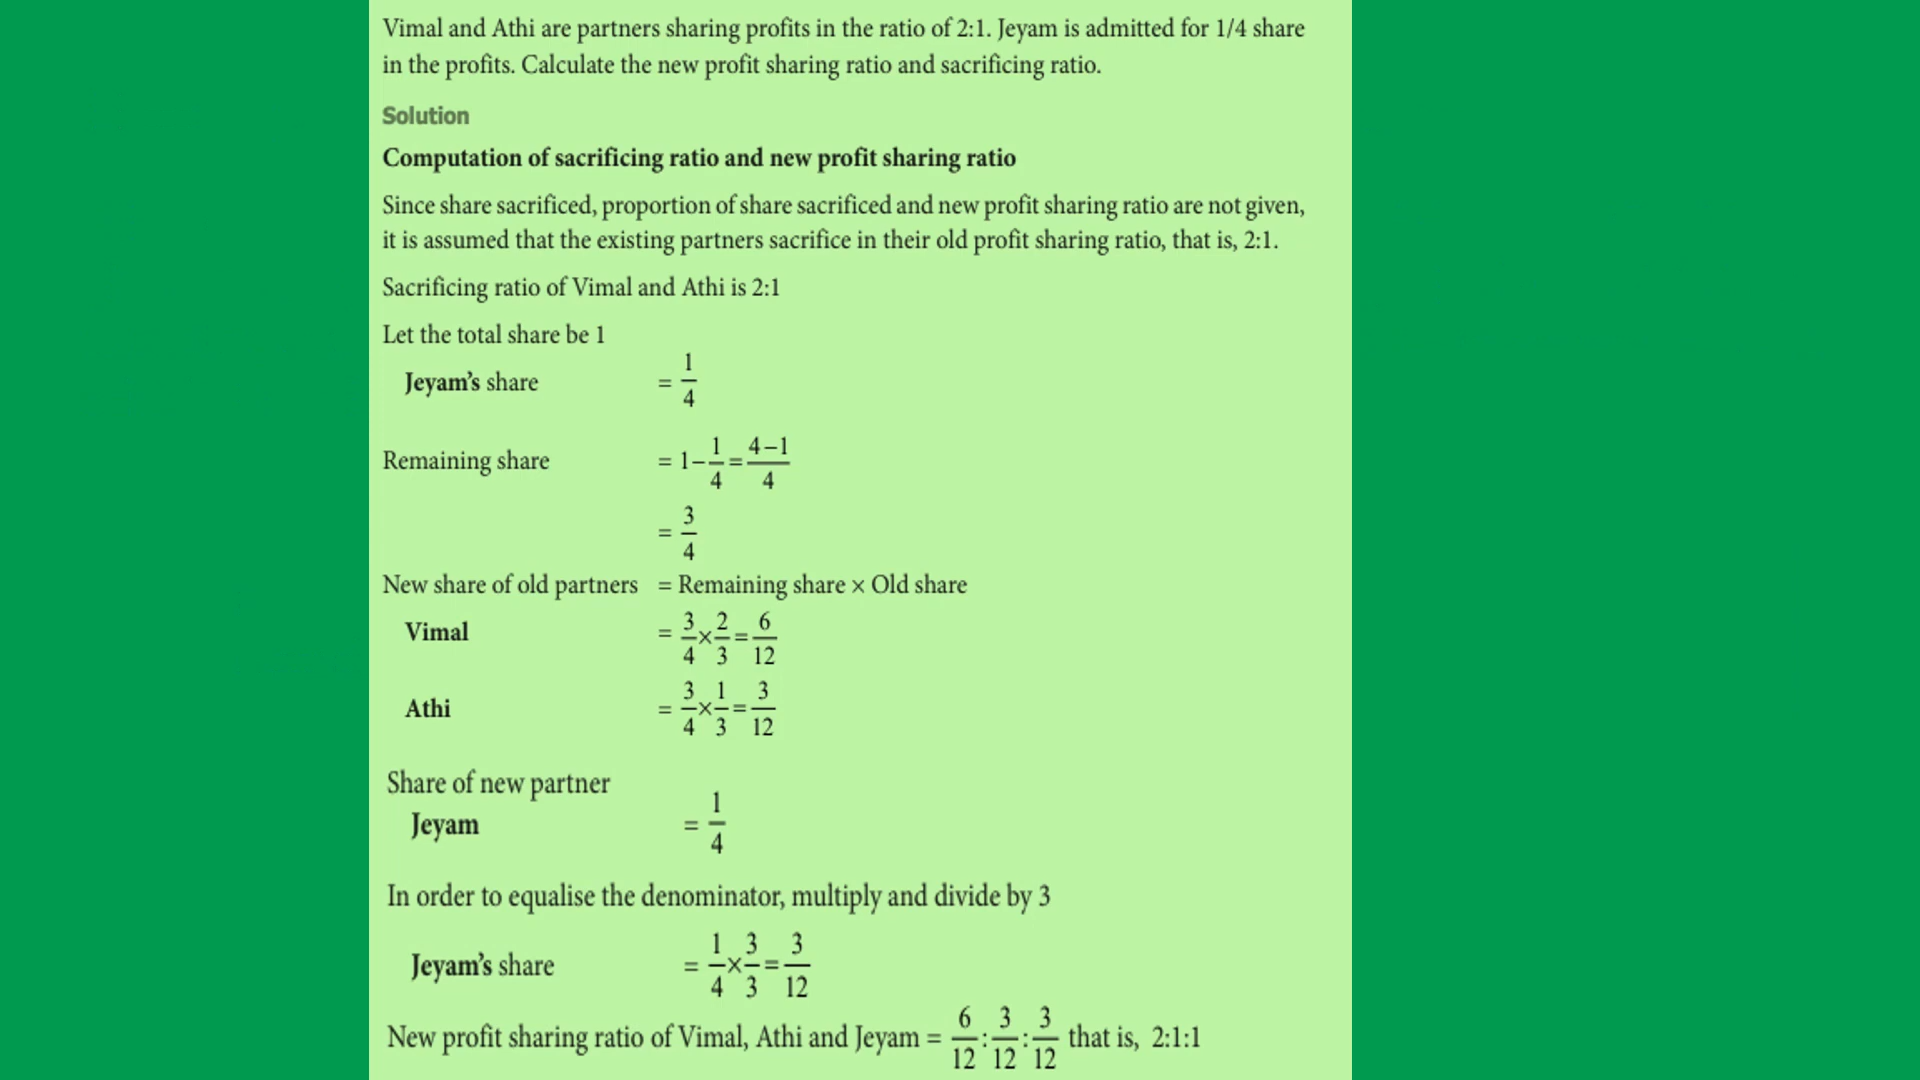 Vimal and Athi are partners sharing profits in the ratio of 2:1. Jeyam is admitted for 1/4 share
in the profits. Calculate the new profit sharing ratio and sacrificing ratio.
Solution
Computation of sacrificing ratio and new profit sharing ratio
Since share sacrificed, proportion of share sacrificed and new profit sharing ratio are not given,
it is assumed that the existing partners sacrifice in their old profit sharing ratio, that is, 2:1.
Sacrificing ratio of Vimal and Athi is 2:1
Let the total share be 1
Jeyam's share = 1/4
Remaining share = 1 – 1/4 = 4–1/4
= 3/4
New share of old partners = Remaining share × Old share
Vimal = 3/4 × 2/3 = 6/12
Athi = 3/4 × 1/3 = 3/12
Share of new partner
Jeyam = 1/4
In order to equalise the denominator, multiply and divide by 3
Jeyam's share = 1/4 × 3/3 = 3/12
New profit sharing ratio of Vimal, Athi and Jeyam = 6/12 : 3/12 : 3/12 that is, 2:1:1